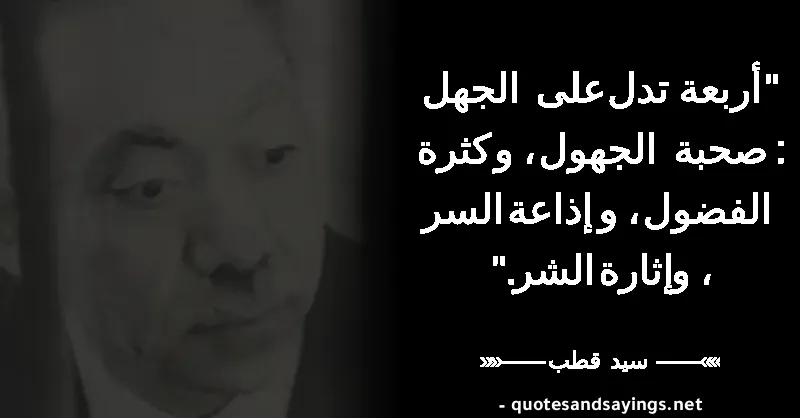 "أربعة تدل على الجهل
: صحبة الجهول، وكثرة
الفضول، وإذاعة السر
، وإثارة الشر."
»»—— سيد قطب ——««
- quotesandsayings.net